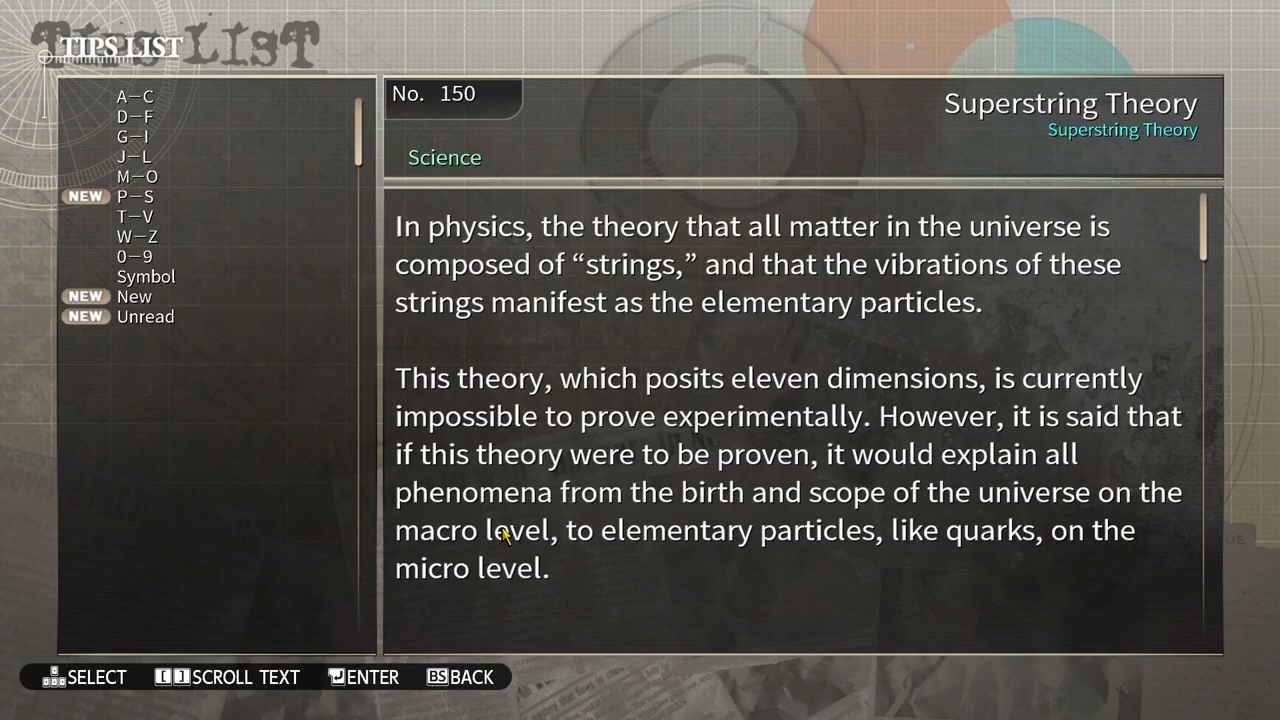 TIPS LIST
TIPS LIST
A—C
D—F
G—I
J—L
M—O
NEW P—S
T—V
W—Z
0—9
Symbol
NEW New
NEW Unread
No. 150
Superstring Theory
Superstring Theory
Science
In physics, the theory that all matter in the universe is
composed of “strings,” and that the vibrations of these
strings manifest as the elementary particles.
This theory, which posits eleven dimensions, is currently
impossible to prove experimentally. However, it is said that
if this theory were to be proven, it would explain all
phenomena from the birth and scope of the universe on the
macro level, to elementary particles, like quarks, on the
micro level.
SELECT [ ] SCROLL TEXT ENTER BS BACK